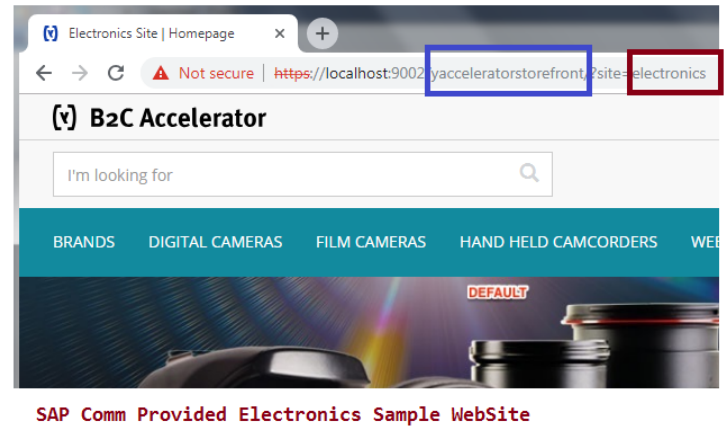 Electronics Site | Homepage
Not secure | https://localhost:9002/yacceleratorstorefront/?site=electronics
B2C Accelerator
I'm looking for
BRANDS DIGITAL CAMERAS FILM CAMERAS HAND HELD CAMCORDERS WE
DEFAULT
SAP Comm Provided Electronics Sample WebSite